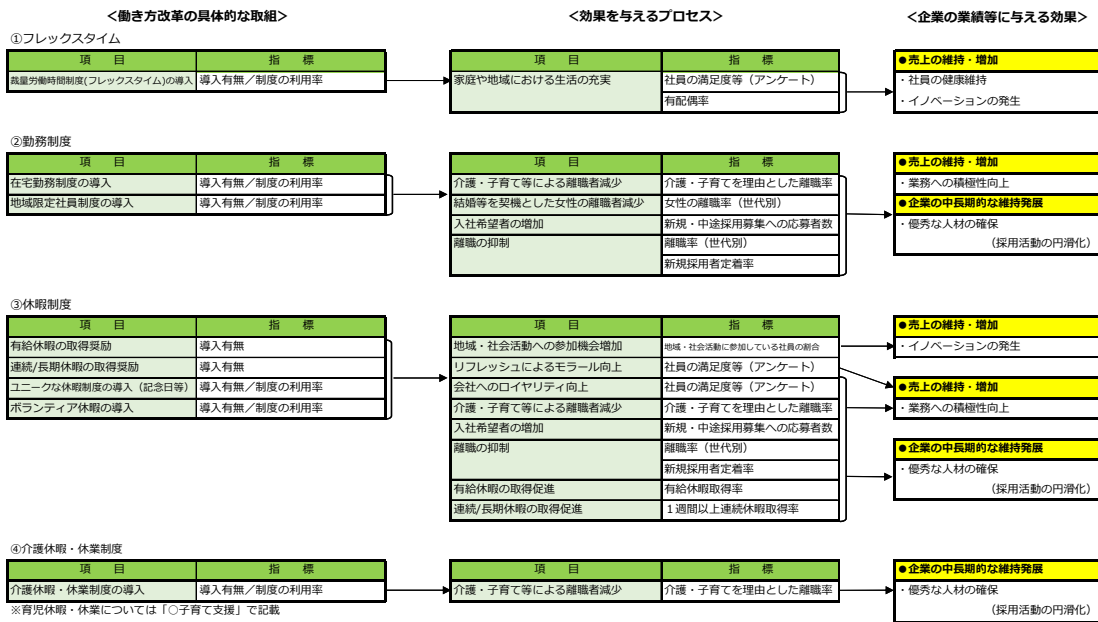 ＜働き方改革の具体的な取組＞
＜効果を与えるプロセス＞
＜企業の業績等に与える効果＞
①フレックスタイム
項　目　指　標
裁量労働時間制度(フレックスタイム)の導入　導入有無／制度の利用率
項　目　指　標
家庭や地域における生活の充実　社員の満足度等（アンケート）
有配偶率
●売上の維持・増加
・社員の健康維持
・イノベーションの発生
②勤務制度
項　目　指　標
在宅勤務制度の導入　導入有無／制度の利用率
地域限定社員制度の導入　導入有無／制度の利用率
項　目　指　標
介護・子育て等による離職者減少　介護・子育てを理由とした離職率
結婚等を契機とした女性の離職者減少　女性の離職率（世代別）
入社希望者の増加　新規・中途採用募集への応募者数
離職の抑制　離職率（世代別）
新規採用者定着率
●売上の維持・増加
・業務への積極性向上
●企業の中長期的な維持発展
・優秀な人材の確保
（採用活動の円滑化）
③休暇制度
項　目　指　標
有給休暇の取得奨励　導入有無
連続/長期休暇の取得奨励　導入有無
ユニークな休暇制度の導入（記念日等）　導入有無／制度の利用率
ボランティア休暇の導入　導入有無／制度の利用率
項　目　指　標
地域・社会活動への参加機会増加　地域・社会活動に参加している社員の割合
リフレッシュによるモラール向上　社員の満足度等（アンケート）
会社へのロイヤリティ向上　社員の満足度等（アンケート）
介護・子育て等による離職者減少　介護・子育てを理由とした離職率
入社希望者の増加　新規・中途採用募集への応募者数
離職の抑制　離職率（世代別）
新規採用者定着率
有給休暇の取得促進　有給休暇取得率
連続/長期休暇の取得促進　１週間以上連続休暇取得率
●売上の維持・増加
・イノベーションの発生
●売上の維持・増加
・業務への積極性向上
●企業の中長期的な維持発展
・優秀な人材の確保
（採用活動の円滑化）
④介護休暇・休業制度
項　目　指　標
介護休暇・休業制度の導入　導入有無／制度の利用率
※育児休暇・休業については「○子育て支援」で記載
項　目　指　標
介護・子育て等による離職者減少　介護・子育てを理由とした離職率
●企業の中長期的な維持発展
・優秀な人材の確保
（採用活動の円滑化）